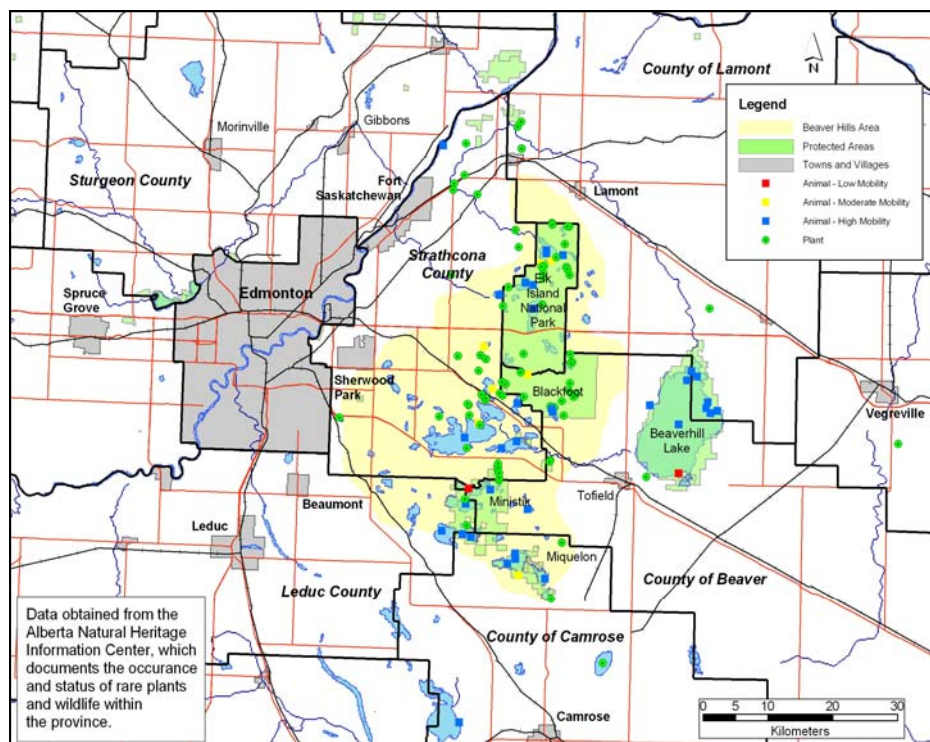 County of Lamont
N
Legend
Beaver Hills Area
Protected Areas
Towns and Villages
Animal - Low Mobility
Animal - Moderate Mobility
Animal - High Mobility
Plant
Morinville
Gibbons
Sturgeon County
Fort
Saskatchewan
Lamont
Strathcona
County
Edmonton
Spruce
Grove
Elk
Island
National
Park
Sherwood
Park
Blackfoot
Vegreville
Beaverhill
Lake
Beaumont
Ministik
Tofield
Leduc
Miquelon
Leduc County
County of Beaver
County of Camrose
Data obtained from the
Alberta Natural Heritage
Information Center, which
documents the occurance
and status of rare plants
and wildlife within
the province.
Camrose
0 5 10 20 30
Kilometers